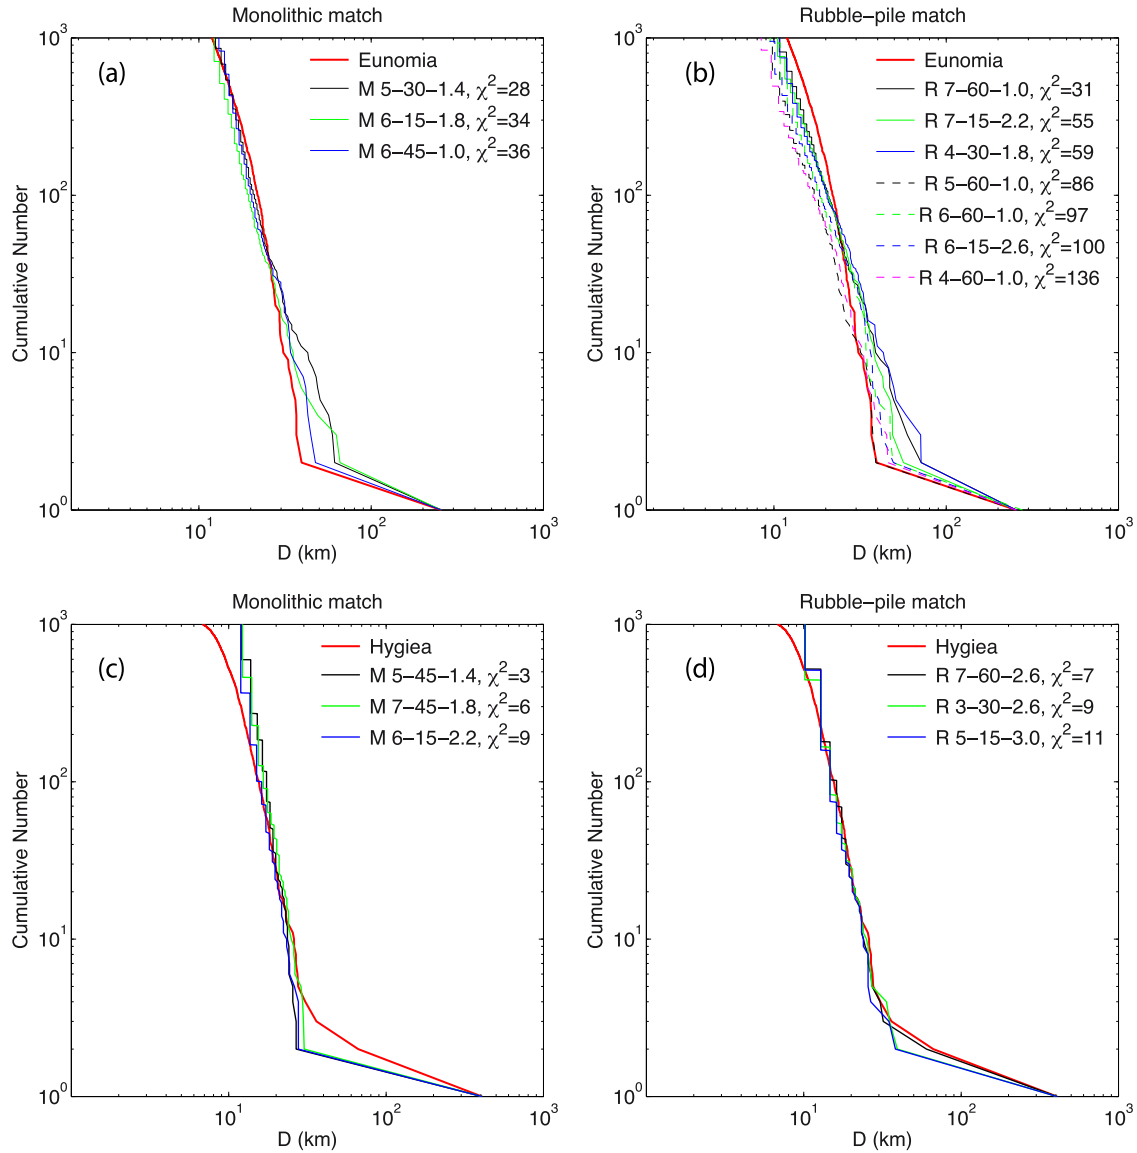 Monolithic match
(a)
Eunomia
M 5−30−1.4, χ²=28
M 6−15−1.8, χ²=34
M 6−45−1.0, χ²=36
10³
10²
10¹
10⁰
Cumulative Number
10¹ 10² 10³
D (km)
Rubble−pile match
(b)
Eunomia
R 7−60−1.0, χ²=31
R 7−15−2.2, χ²=55
R 4−30−1.8, χ²=59
R 5−60−1.0, χ²=86
R 6−60−1.0, χ²=97
R 6−15−2.6, χ²=100
R 4−60−1.0, χ²=136
10³
10²
10¹
10⁰
Cumulative Number
10¹ 10² 10³
D (km)
Monolithic match
(c)
Hygiea
M 5−45−1.4, χ²=3
M 7−45−1.8, χ²=6
M 6−15−2.2, χ²=9
10³
10²
10¹
10⁰
Cumulative Number
10¹ 10² 10³
D (km)
Rubble−pile match
(d)
Hygiea
R 7−60−2.6, χ²=7
R 3−30−2.6, χ²=9
R 5−15−3.0, χ²=11
10³
10²
10¹
10⁰
Cumulative Number
10¹ 10² 10³
D (km)